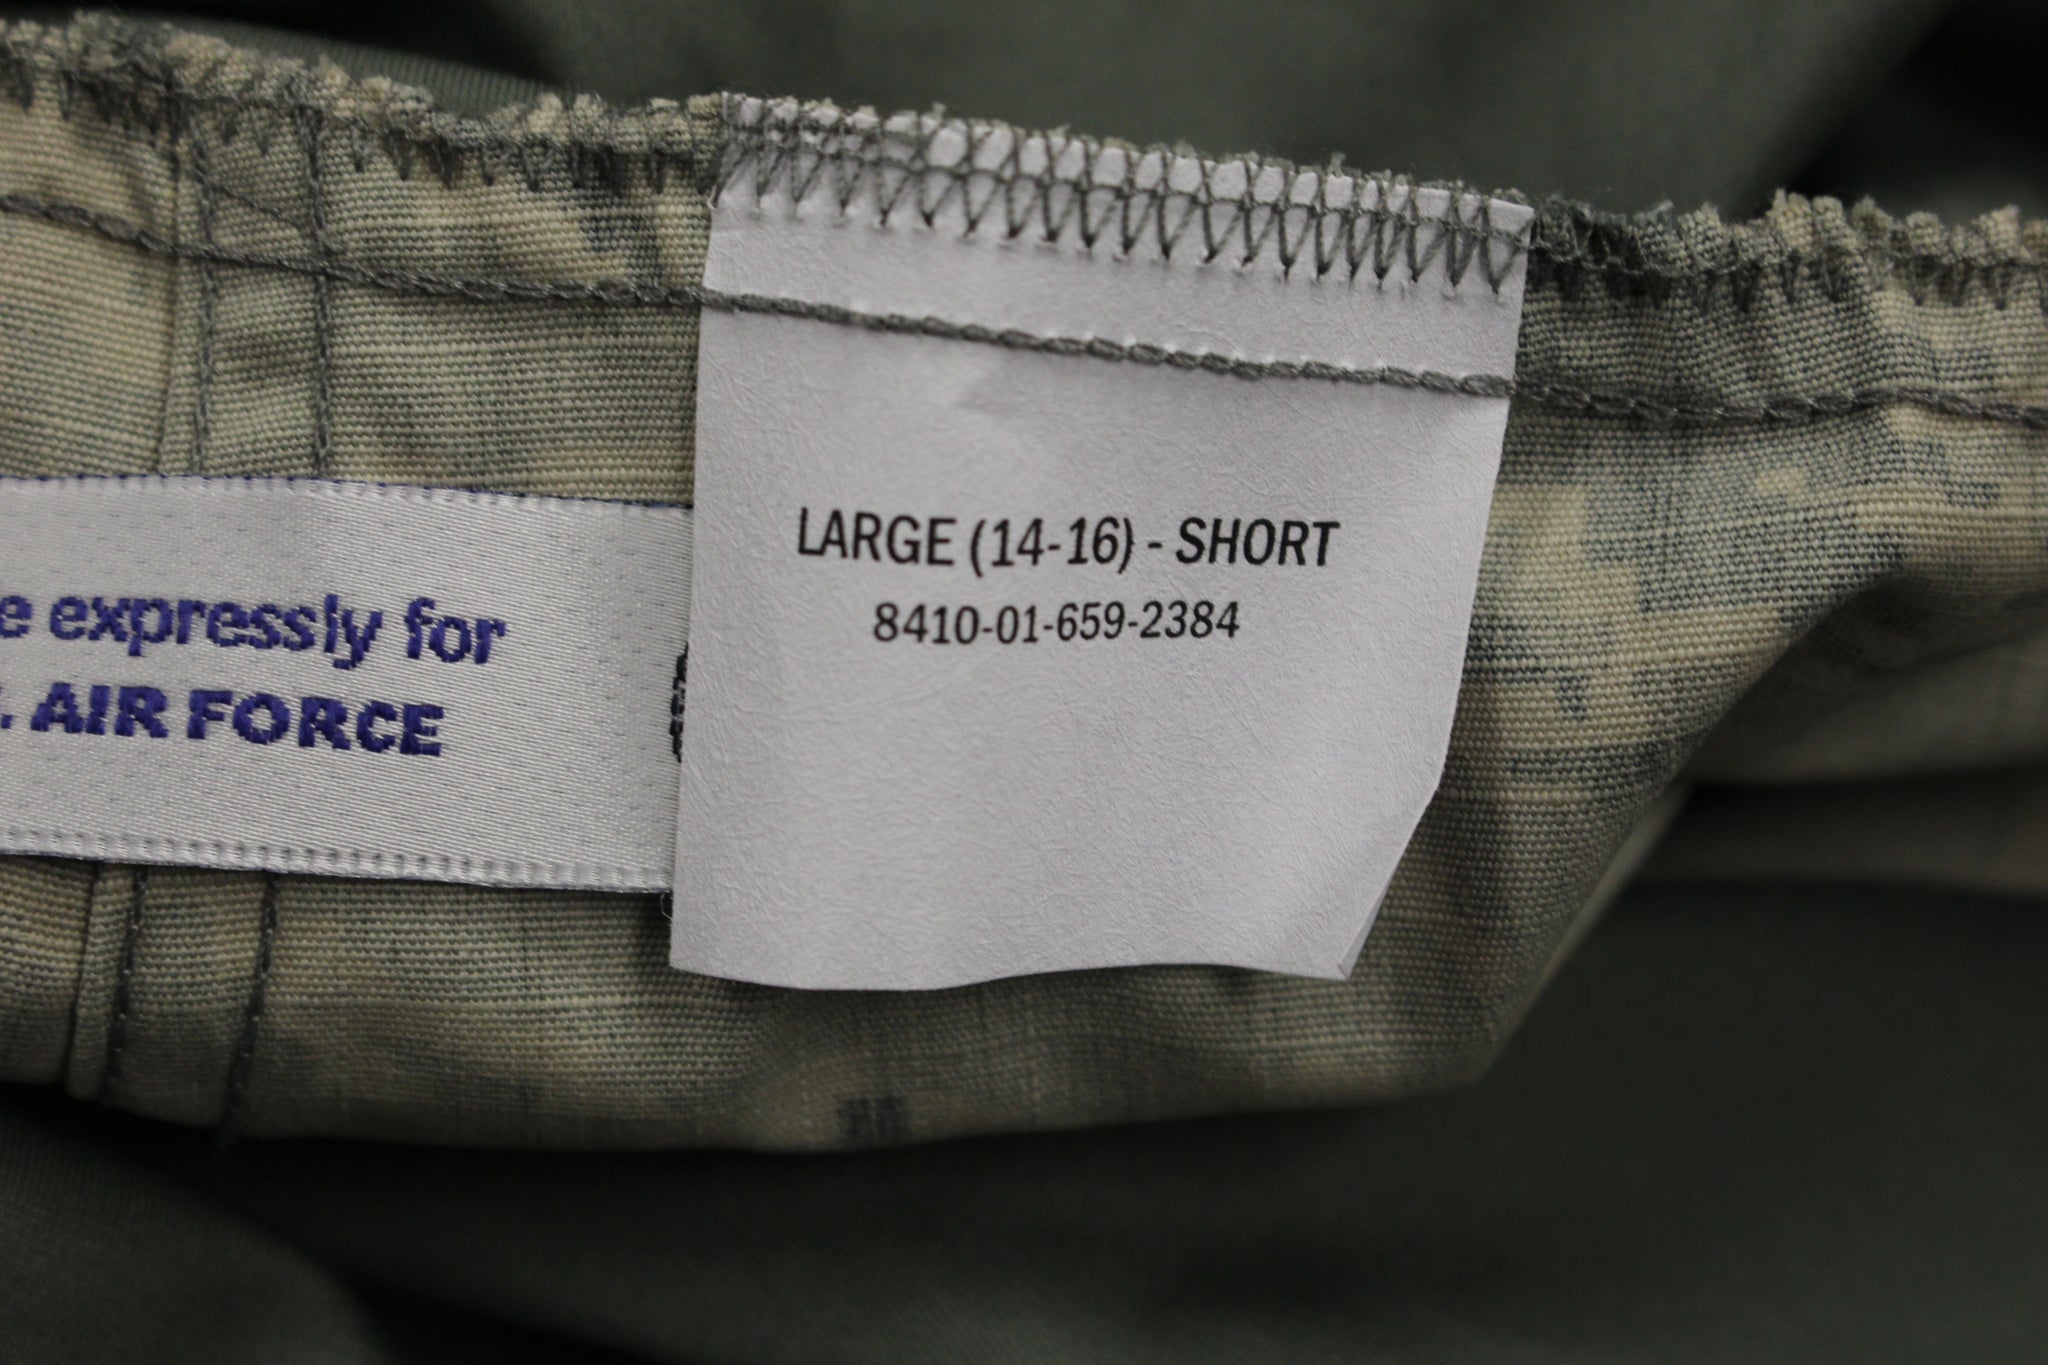 e expressly for
. AIR FORCE
LARGE (14-16) - SHORT
8410-01-659-2384